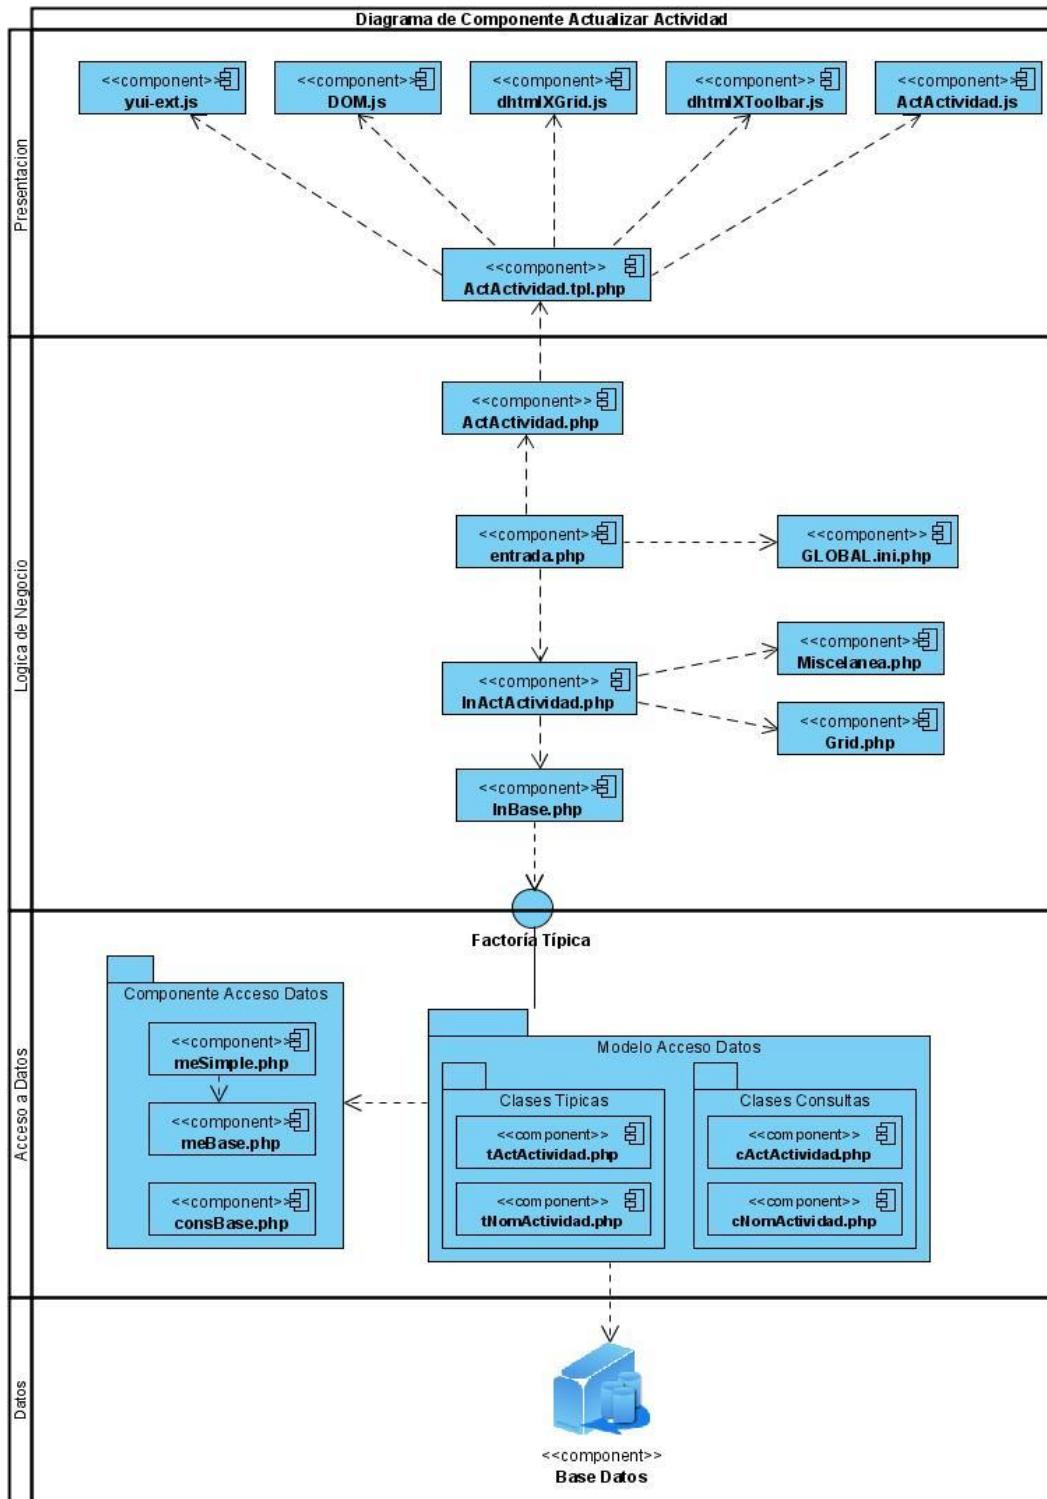 Diagrama de Componente Actualizar Actividad
Presentacion
<<component>>
yui-ext.js
<<component>>
DOM.js
<<component>>
dhtmlXGrid.js
<<component>>
dhtmlXToolbar.js
<<component>>
ActActividad.js
<<component>>
ActActividad.tpl.php
Logica de Negocio
<<component>>
ActActividad.php
<<component>>
entrada.php
<<component>>
GLOBAL.ini.php
<<component>>
Miscelanea.php
<<component>>
InActActividad.php
<<component>>
Grid.php
<<component>>
InBase.php
Factoría Típica
Acceso a Datos
Componente Acceso Datos
<<component>>
meSimple.php
<<component>>
meBase.php
<<component>>
consBase.php
Modelo Acceso Datos
Clases Tipicas
<<component>>
tActActividad.php
<<component>>
tNomActividad.php
Clases Consultas
<<component>>
cActActividad.php
<<component>>
cNomActividad.php
Datos
<<component>>
Base Datos